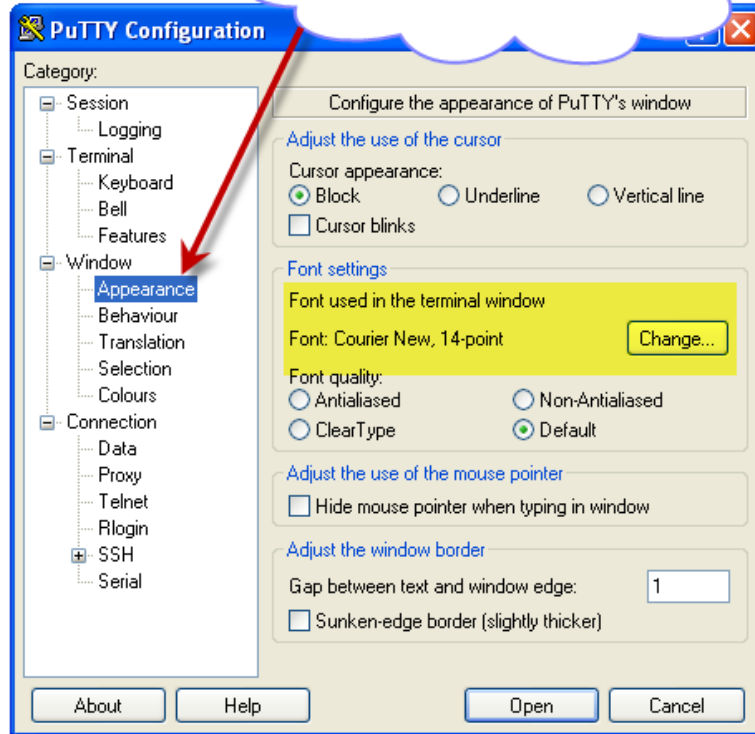 PuTTY Configuration
Category:
Session
Logging
Terminal
Keyboard
Bell
Features
Window
Appearance
Behaviour
Translation
Selection
Colours
Connection
Data
Proxy
Telnet
Rlogin
SSH
Serial
Configure the appearance of PuTTY's window
Adjust the use of the cursor
Cursor appearance:
Block Underline Vertical line
Cursor blinks
Font settings
Font used in the terminal window
Font: Courier New, 14-point Change...
Font quality:
Antialiased Non-Antialiased
ClearType Default
Adjust the use of the mouse pointer
Hide mouse pointer when typing in window
Adjust the window border
Gap between text and window edge: 1
Sunken-edge border (slightly thicker)
About Help Open Cancel